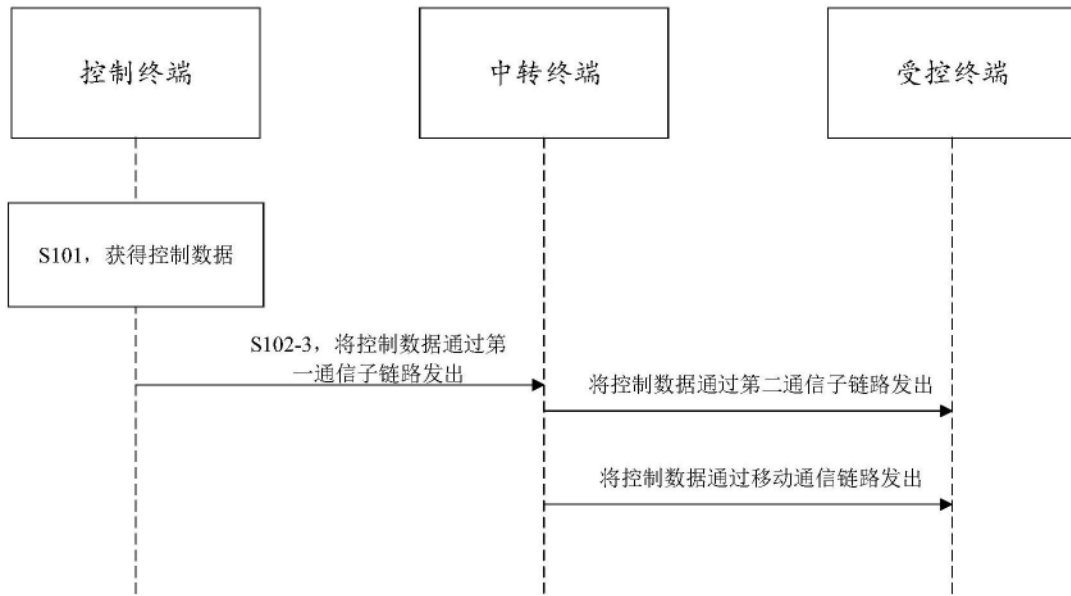 控制终端
中转终端
受控终端
S101，获得控制数据
S102-3，将控制数据通过第
一通信子链路发出
将控制数据通过第二通信子链路发出
将控制数据通过移动通信链路发出